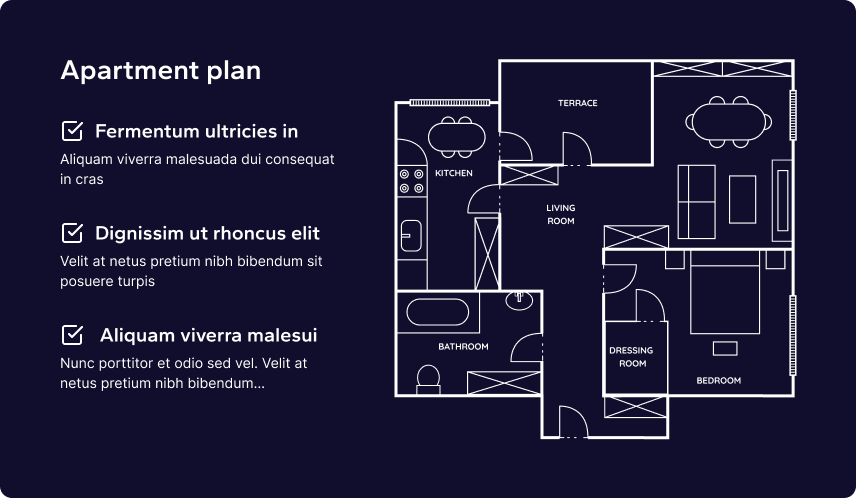 Apartment plan
Fermentum ultricies in
Aliquam viverra malesuada dui consequat
in cras
Dignissim ut rhoncus elit
Velit at netus pretium nibh bibendum sit
posuere turpis
Aliquam viverra malesui
Nunc porttitor et odio sed vel. Velit at
netus pretium nibh bibendum...
TERRACE
KITCHEN
LIVING
ROOM
BATHROOM
DRESSING
ROOM
BEDROOM